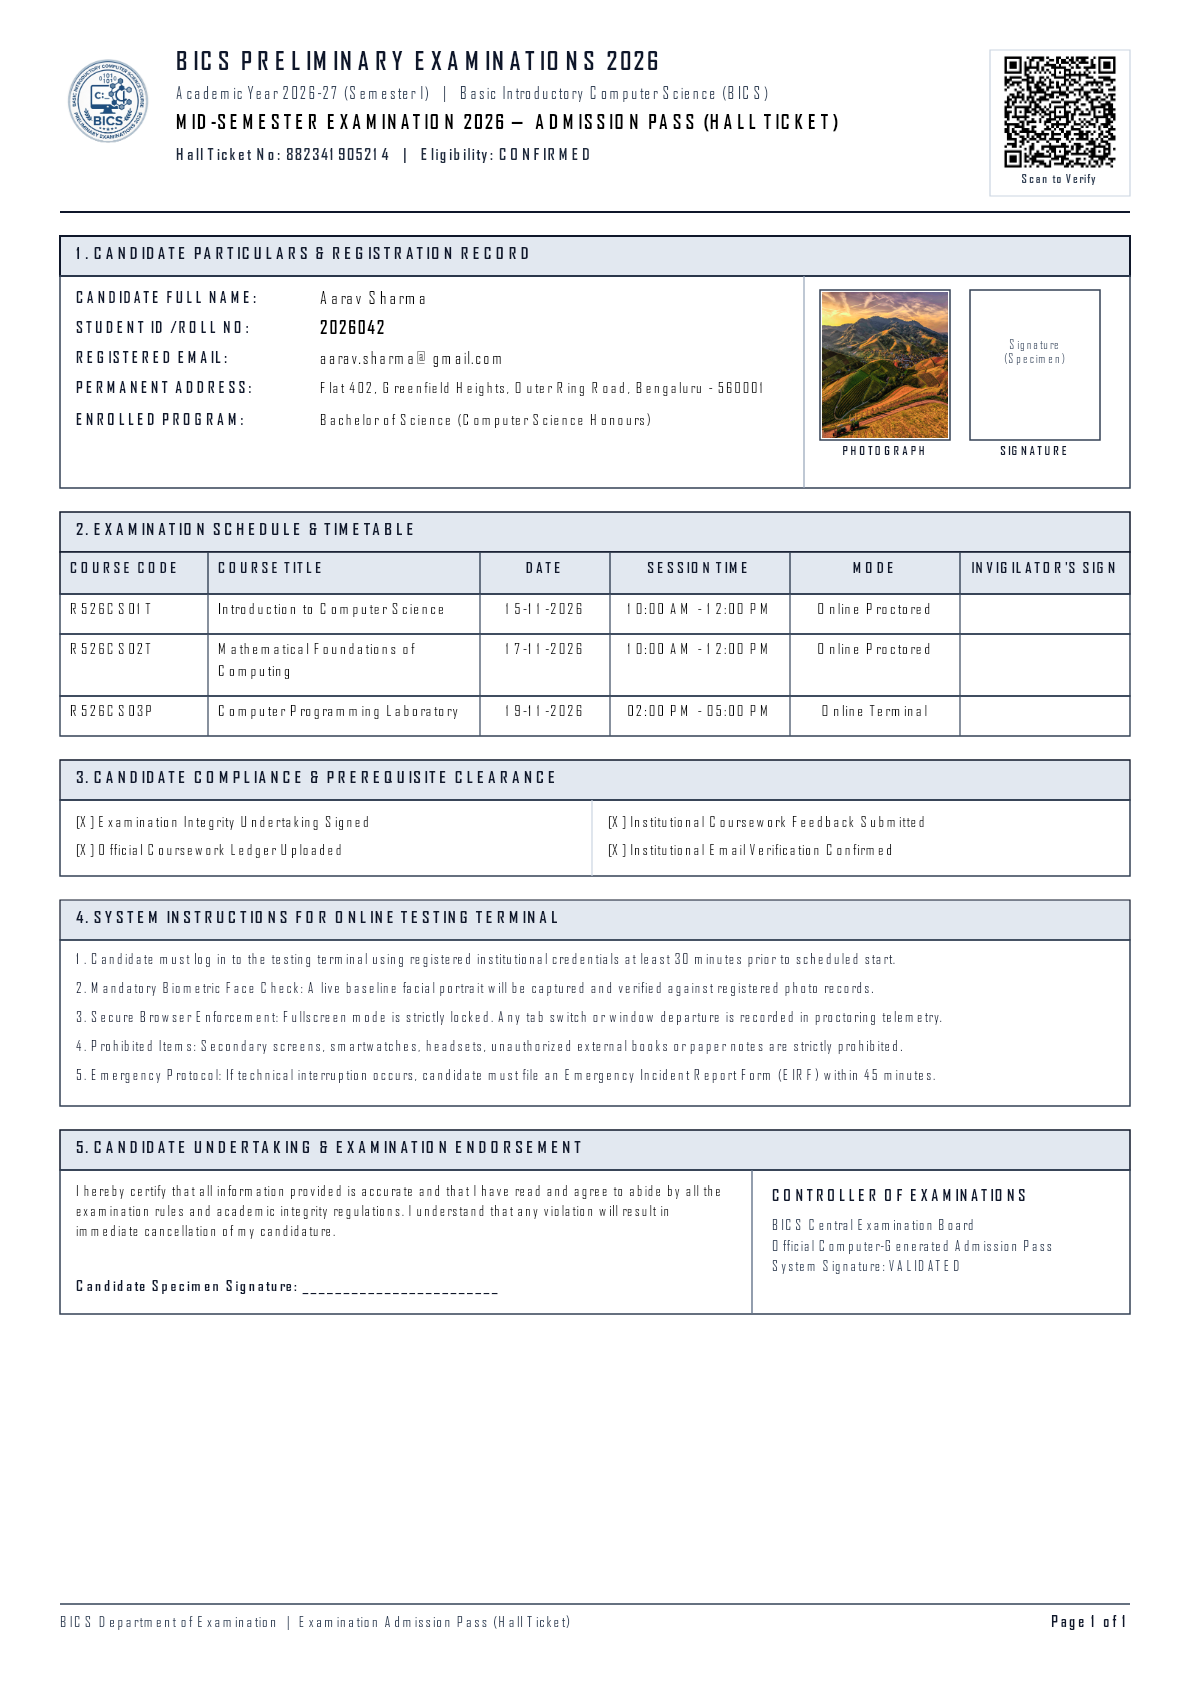 BICS PRELIMINARY EXAMINATIONS 2026
Academic Year 2026-27 (Semester I) | Basic Introductory Computer Science (BICS)
MID-SEMESTER EXAMINATION 2026 — ADMISSION PASS (HALL TICKET)
Hall Ticket No: 882341905214 | Eligibility: CONFIRMED
BASIC INTRODUCTORY COMPUTER SCIENCE COURSE
BICS
PRELIMINARY EXAMINATIONS 2026
Scan to Verify
1. CANDIDATE PARTICULARS & REGISTRATION RECORD
CANDIDATE FULL NAME: Aarav Sharma
STUDENT ID / ROLL NO: 2026042
REGISTERED EMAIL: aarav.sharma@gmail.com
PERMANENT ADDRESS: Flat 402, Greenfield Heights, Outer Ring Road, Bengaluru - 560001
ENROLLED PROGRAM: Bachelor of Science (Computer Science Honours)
Signature
(Specimen)
PHOTOGRAPH SIGNATURE
2. EXAMINATION SCHEDULE & TIMETABLE
COURSE CODE COURSE TITLE DATE SESSION TIME MODE INVIGILATOR'S SIGN
RS26CS01T Introduction to Computer Science 15-11-2026 10:00 AM - 12:00 PM Online Proctored
RS26CS02T Mathematical Foundations of 17-11-2026 10:00 AM - 12:00 PM Online Proctored
Computing
RS26CS03P Computer Programming Laboratory 19-11-2026 02:00 PM - 05:00 PM Online Terminal
3. CANDIDATE COMPLIANCE & PREREQUISITE CLEARANCE
[X] Examination Integrity Undertaking Signed [X] Institutional Coursework Feedback Submitted
[X] Official Coursework Ledger Uploaded [X] Institutional Email Verification Confirmed
4. SYSTEM INSTRUCTIONS FOR ONLINE TESTING TERMINAL
1. Candidate must log in to the testing terminal using registered institutional credentials at least 30 minutes prior to scheduled start.
2. Mandatory Biometric Face Check: A live baseline facial portrait will be captured and verified against registered photo records.
3. Secure Browser Enforcement: Fullscreen mode is strictly locked. Any tab switch or window departure is recorded in proctoring telemetry.
4. Prohibited Items: Secondary screens, smartwatches, headsets, unauthorized external books or paper notes are strictly prohibited.
5. Emergency Protocol: If technical interruption occurs, candidate must file an Emergency Incident Report Form (EIRF) within 45 minutes.
5. CANDIDATE UNDERTAKING & EXAMINATION ENDORSEMENT
I hereby certify that all information provided is accurate and that I have read and agree to abide by all the
examination rules and academic integrity regulations. I understand that any violation will result in
immediate cancellation of my candidature.
Candidate Specimen Signature: ________________________
CONTROLLER OF EXAMINATIONS
BICS Central Examination Board
Official Computer-Generated Admission Pass
System Signature: VALIDATED
BICS Department of Examination | Examination Admission Pass (Hall Ticket) Page 1 of 1